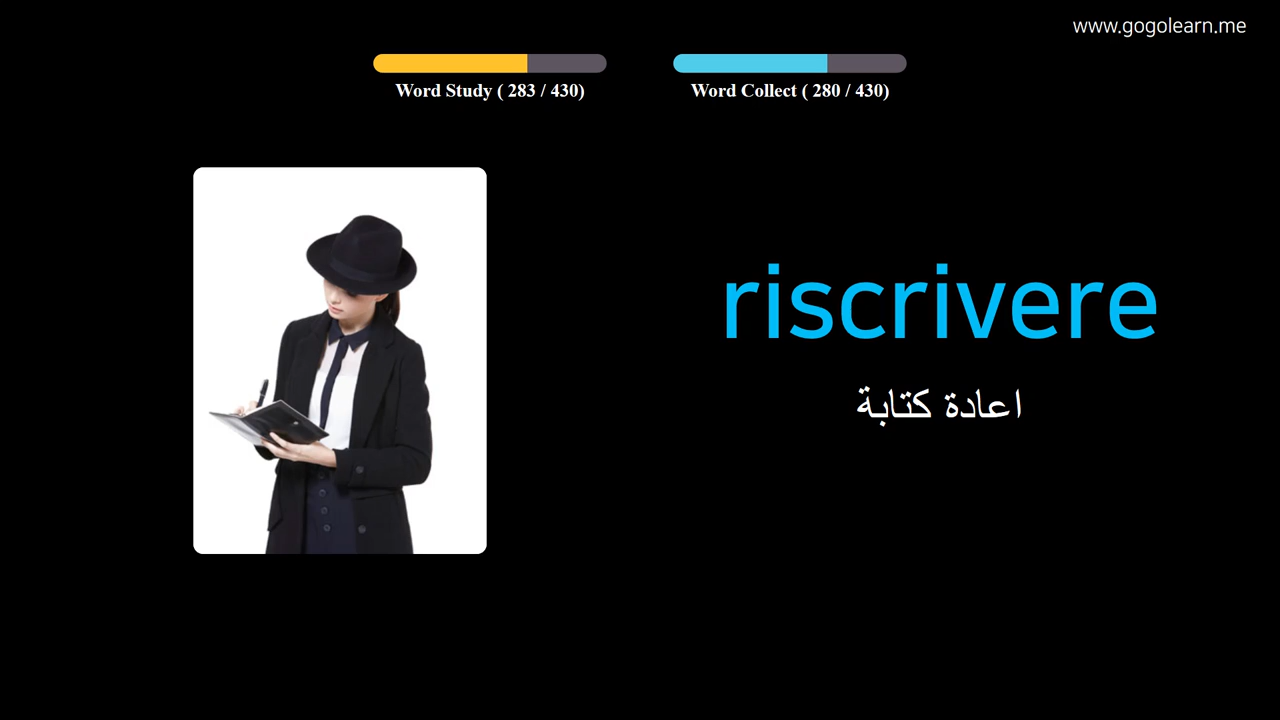 www.gogolearn.me
Word Study ( 283 / 430)
Word Collect ( 280 / 430)
riscrivere
اعادة كتابة